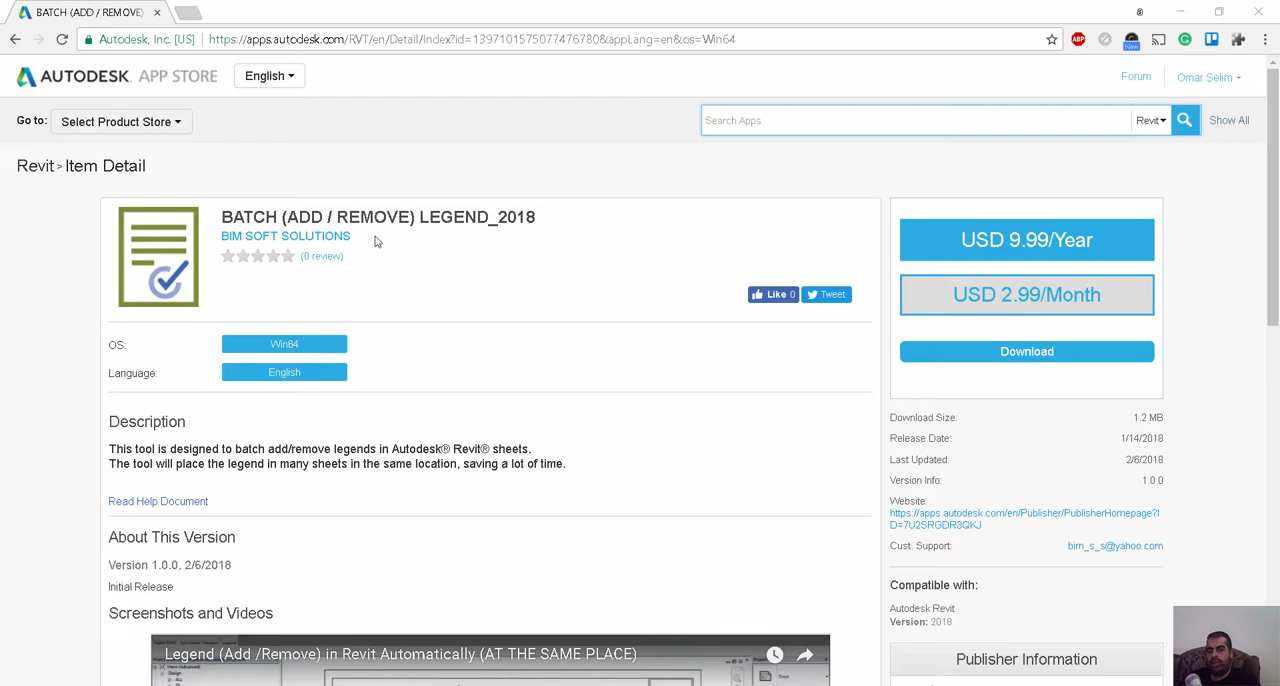 BATCH (ADD / REMOVE)
Autodesk, Inc. [US] https://apps.autodesk.com/RVT/en/Detail/Index?id=1397101575077476780&appLang=en&os=Win64
ABP
New
AUTODESK APP STORE
English
Forum
Omar Selim
Go to:
Select Product Store
Search Apps
Revit
Show All
Revit > Item Detail
BATCH (ADD / REMOVE) LEGEND_2018
BIM SOFT SOLUTIONS
(0 review)
Like 0
Tweet
USD 9.99/Year
USD 2.99/Month
Download
OS:
Win64
Language:
English
Description
This tool is designed to batch add/remove legends in Autodesk® Revit® sheets.
The tool will place the legend in many sheets in the same location, saving a lot of time.
Read Help Document
About This Version
Version 1.0.0, 2/6/2018
Initial Release
Screenshots and Videos
Legend (Add /Remove) in Revit Automatically (AT THE SAME PLACE)
Download Size: 1.2 MB
Release Date: 1/14/2018
Last Updated: 2/6/2018
Version Info: 1.0.0
Website:
https://apps.autodesk.com/en/Publisher/PublisherHomepage?I
D=7U2SRGDR3QKJ
Cust. Support: bim_s_s@yahoo.com
Compatible with:
Autodesk Revit
Version: 2018
Publisher Information